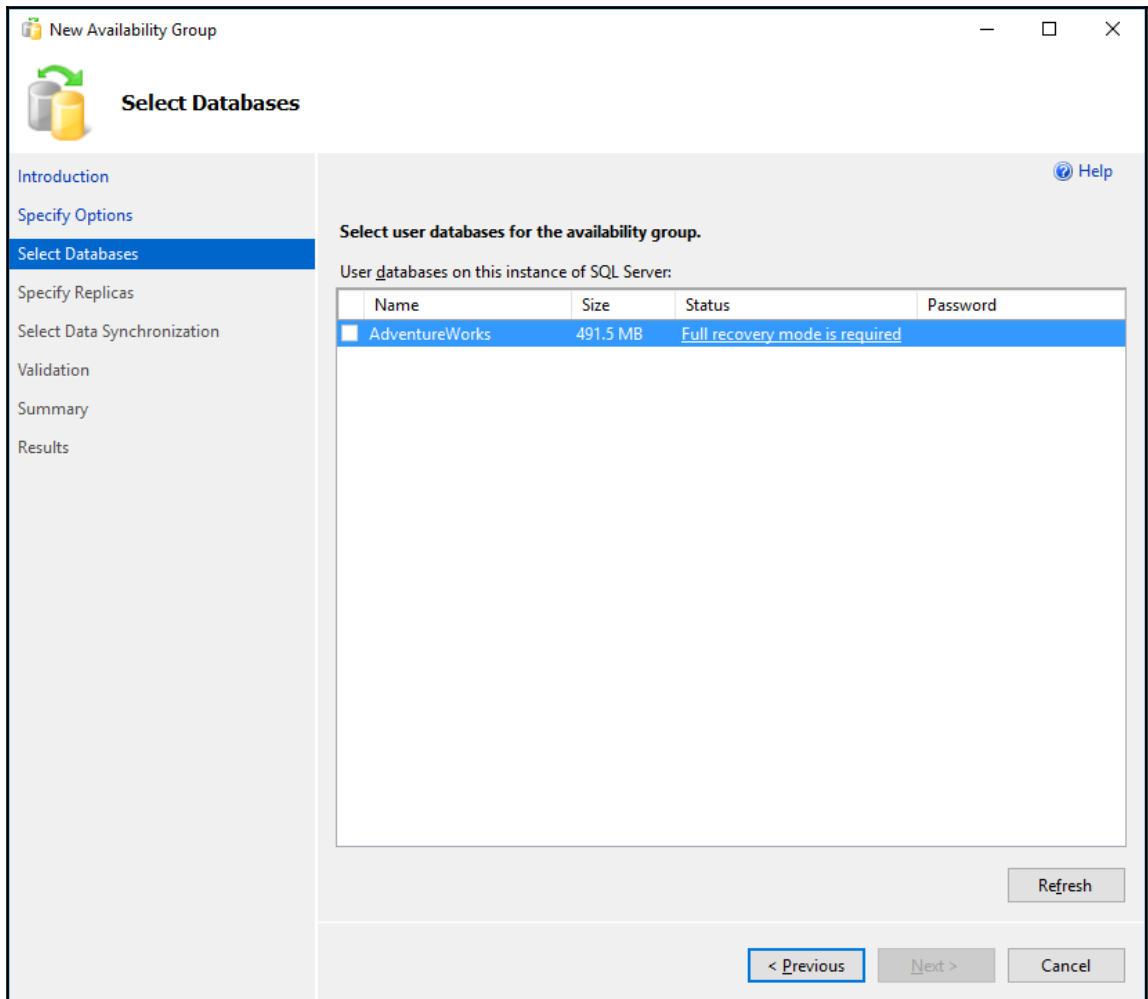 New Availability Group
Select Databases
Introduction
Specify Options
Select Databases
Specify Replicas
Select Data Synchronization
Validation
Summary
Results
Help
Select user databases for the availability group.
User databases on this instance of SQL Server:
Name Size Status Password
AdventureWorks 491.5 MB Full recovery mode is required
Refresh
< Previous Next > Cancel